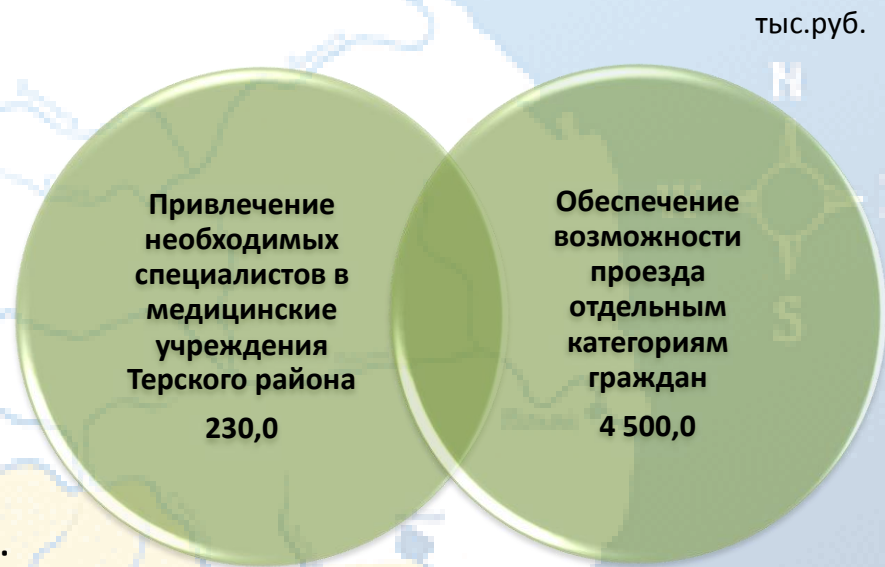 тыс.руб.
Привлечение
необходимых
специалистов в
медицинские
учреждения
Терского района
230,0
Обеспечение
возможности
проезда
отдельным
категориям
граждан
4 500,0
N
W
S
.